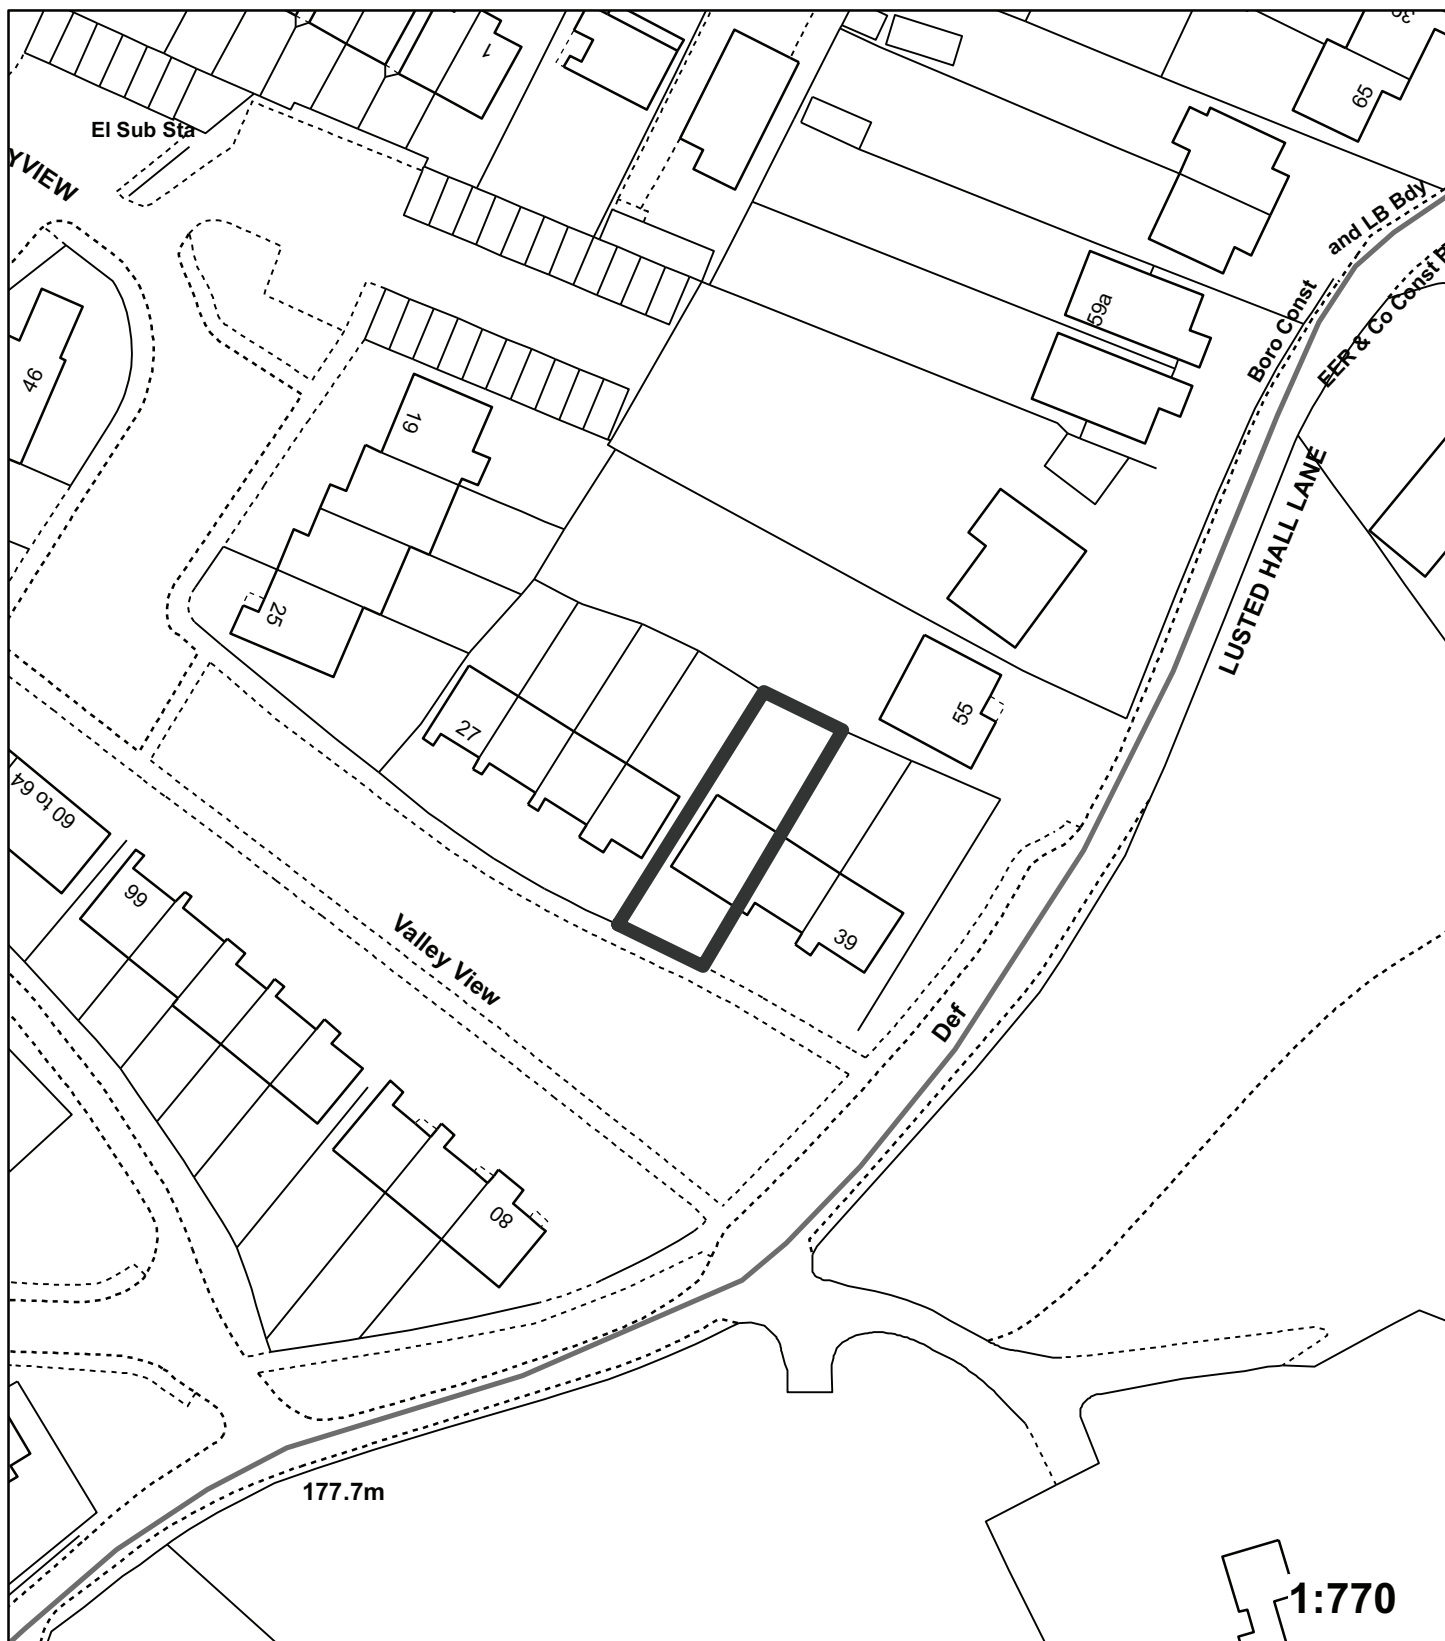 1
65
El Sub Sta
YVIEW
and LB Bdy
Boro Const
EER & Co Const
59a
46
19
LUSTED HALL LANE
25
55
27
60 to 64
66
39
Valley View
Def
80
177.7m
1:770